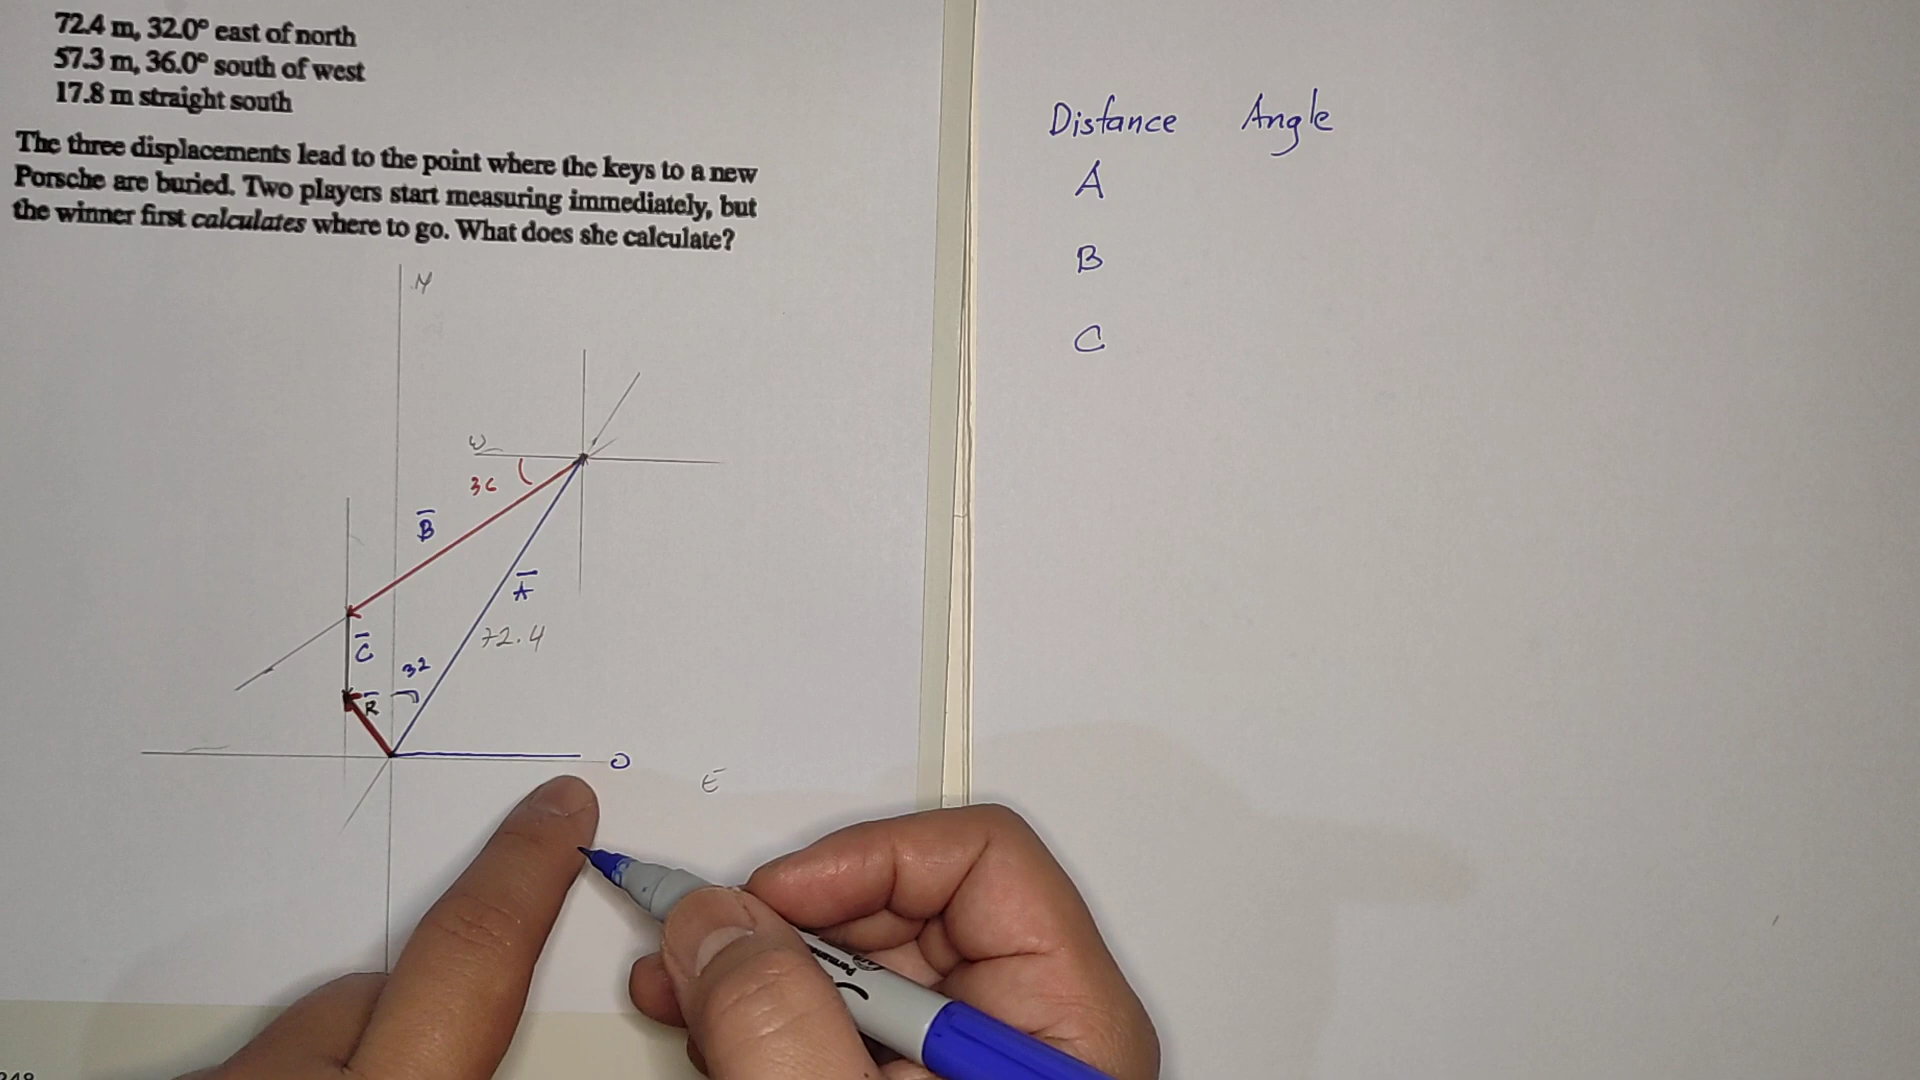 72.4 m, 32.0° east of north
57.3 m, 36.0° south of west
17.8 m straight south
The three displacements lead to the point where the keys to a new
Porsche are buried. Two players start measuring immediately, but
the winner first calculates where to go. What does she calculate?
Distance Angle
A
B
C
N
W
36
B
A
72.4
C
32
R
0
E